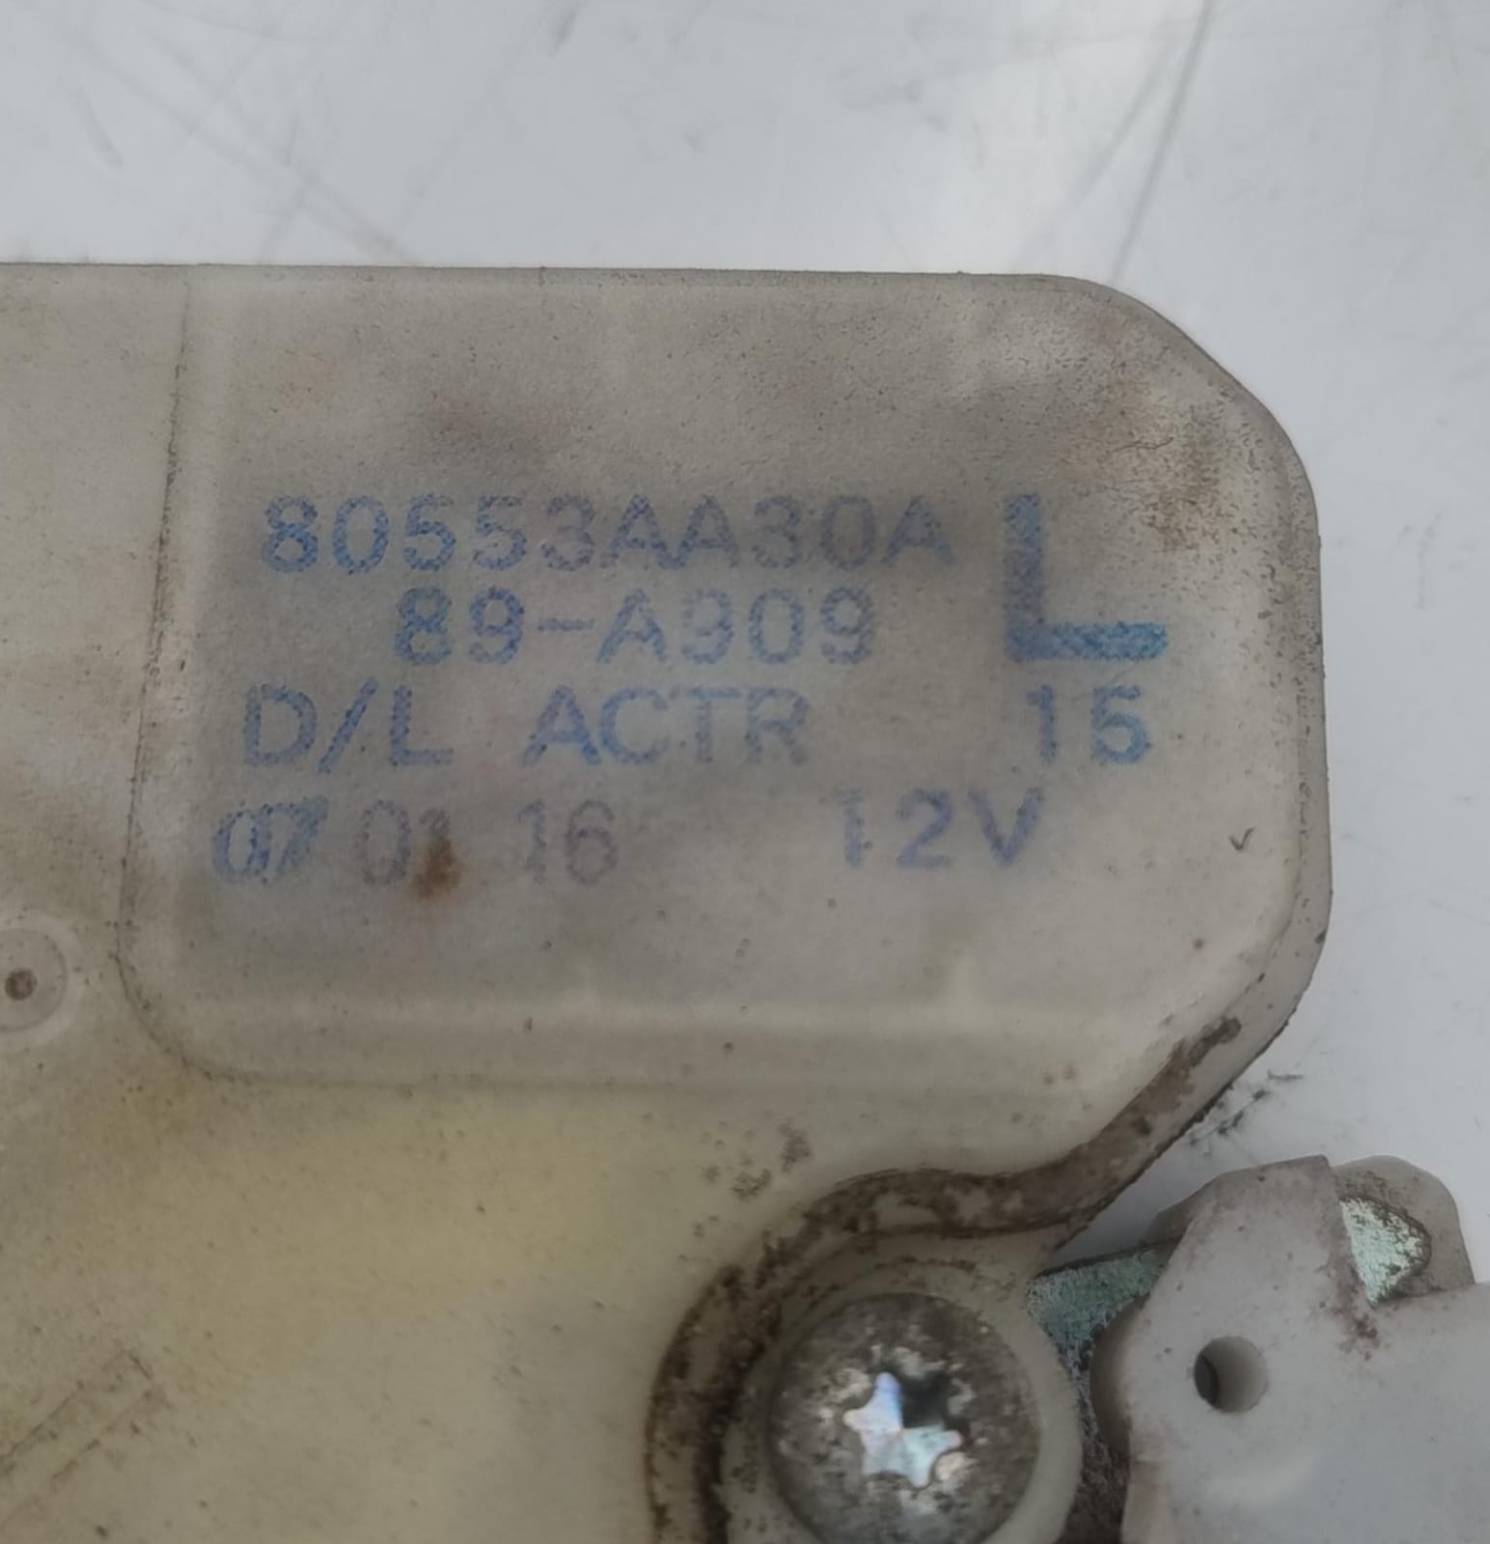 80553AA30A L
89-A909
D/L ACTR 15
07 01 16 12V